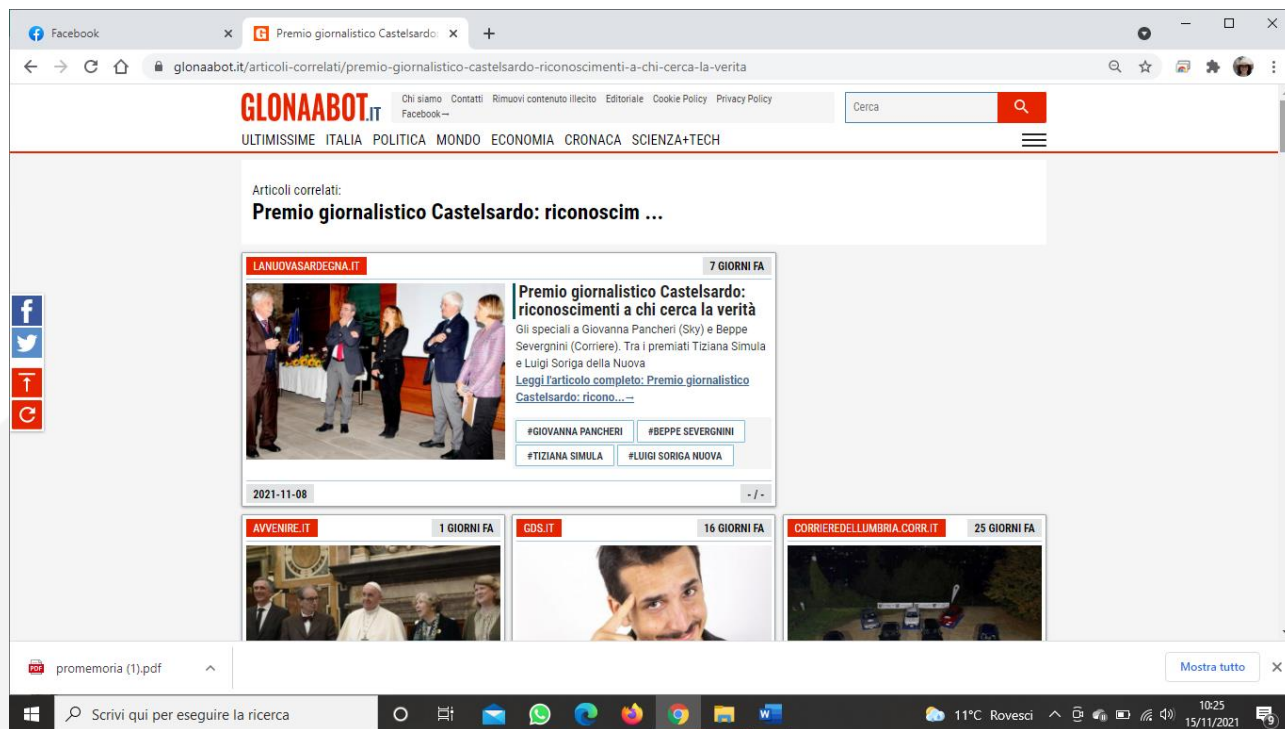 Facebook
Premio giornalistico Castelsardo:
glonaabot.it/articoli-correlati/premio-giornalistico-castelsardo-riconoscimenti-a-chi-cerca-la-verita
GLONAABOT.IT
Chi siamo Contatti Rimuovi contenuto illecito Editoriale Cookie Policy Privacy Policy
Facebook→
Cerca
ULTIMISSIME ITALIA POLITICA MONDO ECONOMIA CRONACA SCIENZA+TECH
Articoli correlati:
Premio giornalistico Castelsardo: riconoscim ...
LANUOVASARDEGNA.IT
7 GIORNI FA
Premio giornalistico Castelsardo:
riconoscimenti a chi cerca la verità
Gli speciali a Giovanna Pancheri (Sky) e Beppe
Severgnini (Corriere). Tra i premiati Tiziana Simula
e Luigi Soriga della Nuova
Leggi l'articolo completo: Premio giornalistico
Castelsardo: ricono...→
#GIOVANNA PANCHERI #BEPPE SEVERGNINI
#TIZIANA SIMULA #LUIGI SORIGA NUOVA
2021-11-08
- / -
AVVENIRE.IT 1 GIORNI FA
GDS.IT 16 GIORNI FA
CORRIEREDELLUMBRIA.CORR.IT 25 GIORNI FA
PDF
promemoria (1).pdf
Mostra tutto
Scrivi qui per eseguire la ricerca
11°C Rovesci
10:25
15/11/2021
9